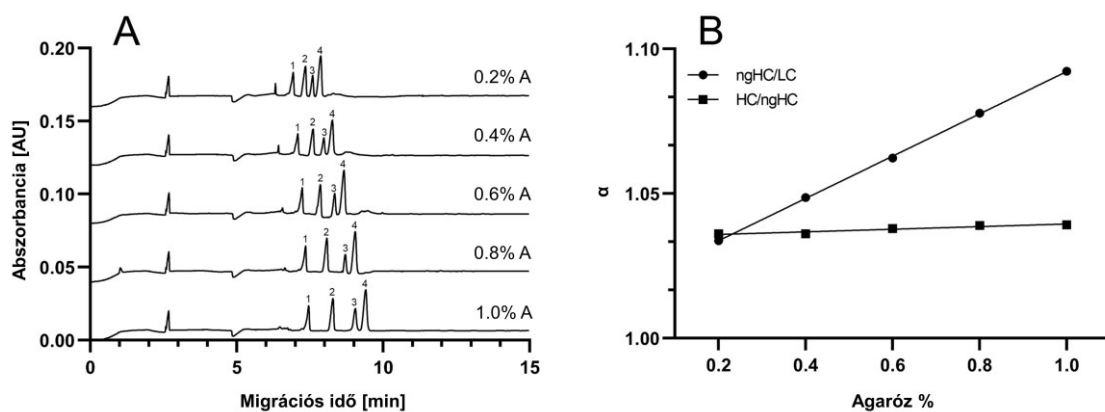 A
0.20
0.15
0.10
0.05
0.00
Abszorbancia [AU]
1 2 3 4
0.2% A
1 2 3 4
0.4% A
1 2 3 4
0.6% A
1 2 3 4
0.8% A
1 2 3 4
1.0% A
0 5 10 15
Migrációs idő [min]
B
1.10
1.05
1.00
α
ngHC/LC
HC/ngHC
0.2 0.4 0.6 0.8 1.0
Agaróz %